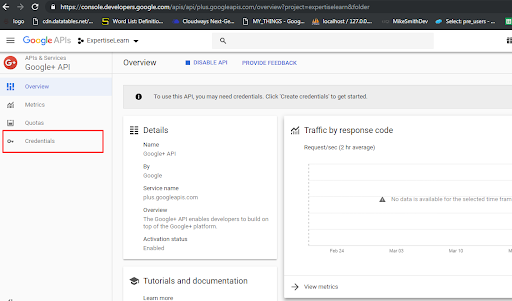 https://console.developers.google.com/apis/api/plus.googleapis.com/overview?project=expertiselearn&folder
logo
cdn.datatables.net/
Word List: Definition
Cloudways-Next-Ge
MY_THINGS - Goog
localhost / 127.0.0.
MikeSmithDev
Select pre_users - 
Google APIs
ExpertiseLearn
APIs & Services
Google+ API
Overview
DISABLE API
PROVIDE FEEDBACK
Overview
Metrics
Quotas
Credentials
To use this API, you may need credentials. Click 'Create credentials' to get started.
Details
Name
Google+ API
By
Google
Service name
plus.googleapis.com
Overview
The Google+ API enables developers to build on
top of the Google+ platform.
Activation status
Enabled
Tutorials and documentation
Learn more
Traffic by response code
Request/sec (2 hr average)
No data is available for the selected time fram
Feb 24
Mar 03
Mar 10
View metrics